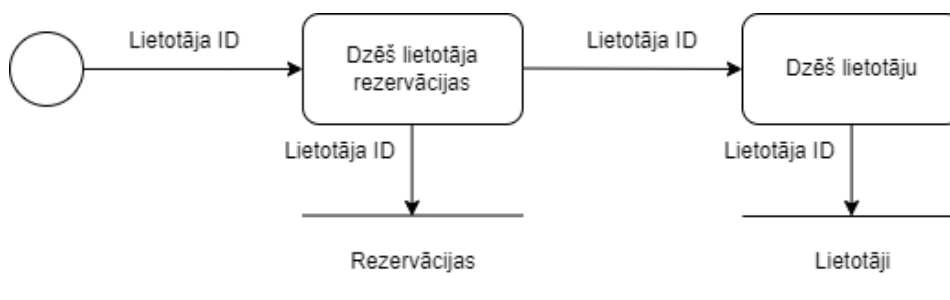 Lietotāja ID
Dzēš lietotāja
rezervācijas
Lietotāja ID
Dzēš lietotāju
Lietotāja ID
Lietotāja ID
Rezervācijas
Lietotāji